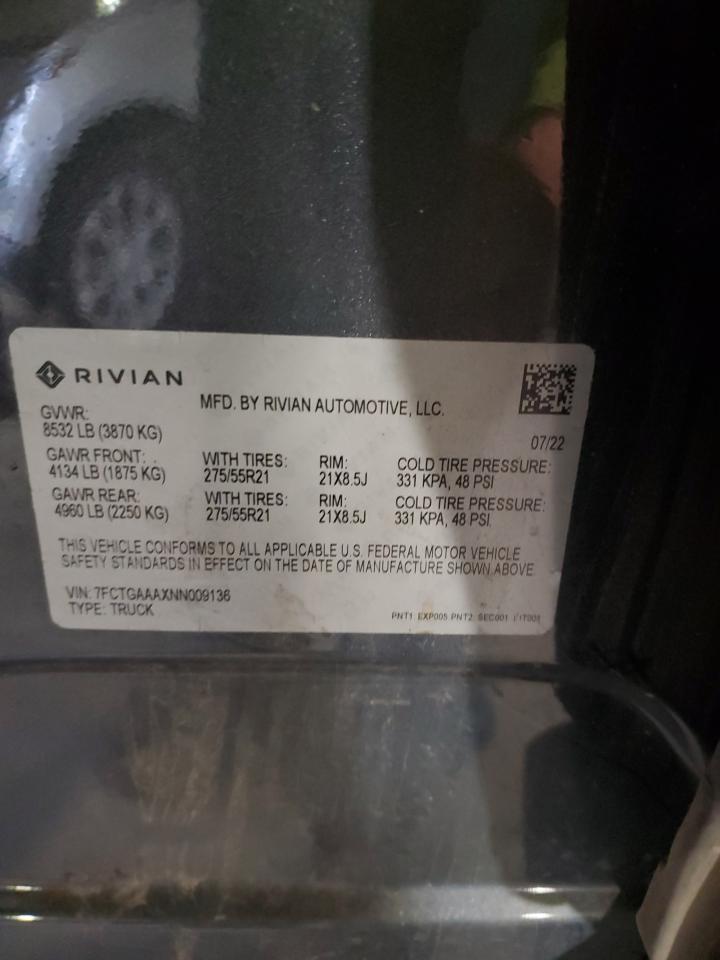 RIVIAN
MFD. BY RIVIAN AUTOMOTIVE, LLC.
GVWR:
8532 LB (3870 KG)
07/22
GAWR FRONT: WITH TIRES: RIM: COLD TIRE PRESSURE:
4134 LB (1875 KG) 275/55R21 21X8.5J 331 KPA, 48 PSI
GAWR REAR: WITH TIRES: RIM: COLD TIRE PRESSURE:
4960 LB (2250 KG) 275/55R21 21X8.5J 331 KPA, 48 PSI
THIS VEHICLE CONFORMS TO ALL APPLICABLE U.S. FEDERAL MOTOR VEHICLE
SAFETY STANDARDS IN EFFECT ON THE DATE OF MANUFACTURE SHOWN ABOVE
VIN: 7FCTGAAAXNN009136
TYPE: TRUCK
PNT1 EXP005 PNT2 SEC001